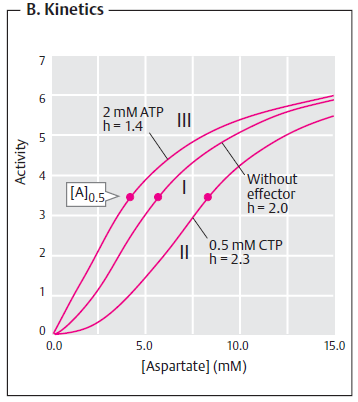 B. Kinetics
7
6
5
4
3
2
1
0
Activity
2 mM ATP
h = 1.4
III
[A]0.5
I
Without
effector
h = 2.0
II
0.5 mM CTP
h = 2.3
0.0
5.0
10.0
15.0
[Aspartate] (mM)